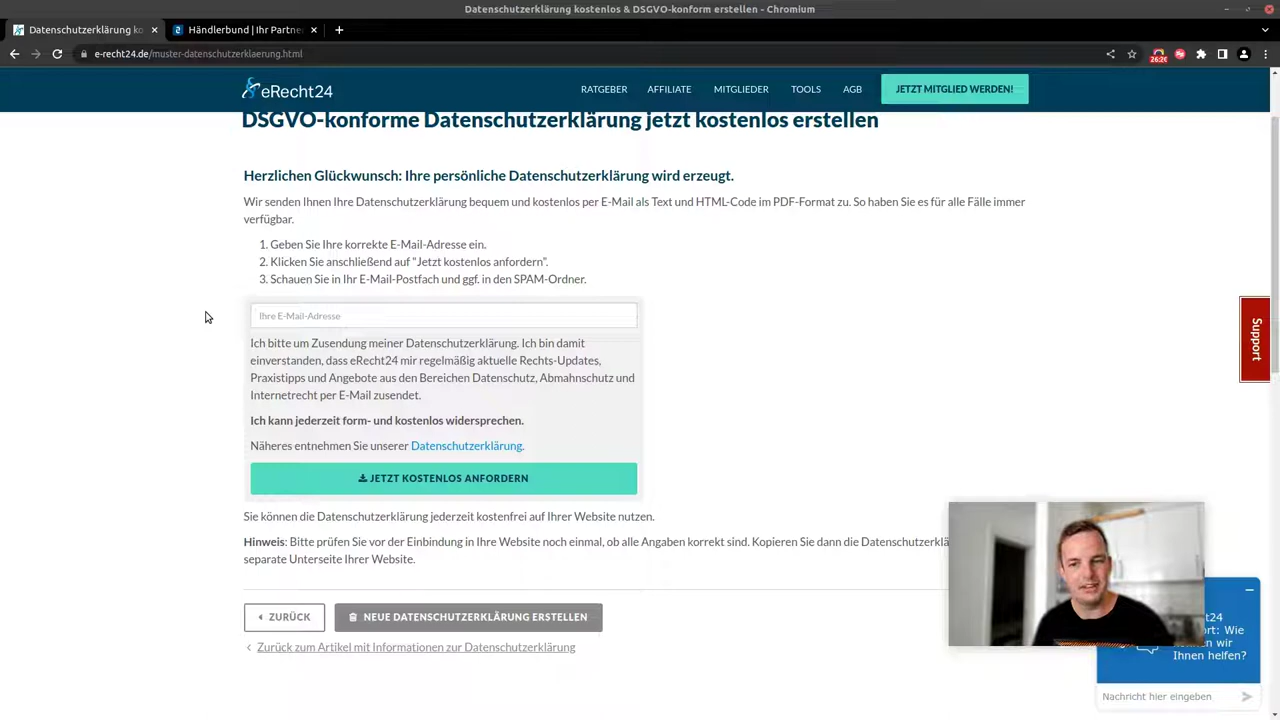 Datenschutzerklärung kostenlos & DSGVO-konform erstellen - Chromium
Datenschutzerklärung ko
Händlerbund | Ihr Partne
e-recht24.de/muster-datenschutzerklaerung.html
eRecht24
RATGEBER
AFFILIATE
MITGLIEDER
TOOLS
AGB
JETZT MITGLIED WERDEN!
DSGVO-konforme Datenschutzerklärung jetzt kostenlos erstellen
Herzlichen Glückwunsch: Ihre persönliche Datenschutzerklärung wird erzeugt.
Wir senden Ihnen Ihre Datenschutzerklärung bequem und kostenlos per E-Mail als Text und HTML-Code im PDF-Format zu. So haben Sie es für alle Fälle immer
verfügbar.
1. Geben Sie Ihre korrekte E-Mail-Adresse ein.
2. Klicken Sie anschließend auf "Jetzt kostenlos anfordern".
3. Schauen Sie in Ihr E-Mail-Postfach und ggf. in den SPAM-Ordner.
Ihre E-Mail-Adresse
Ich bitte um Zusendung meiner Datenschutzerklärung. Ich bin damit
einverstanden, dass eRecht24 mir regelmäßig aktuelle Rechts-Updates,
Praxistipps und Angebote aus den Bereichen Datenschutz, Abmahnschutz und
Internetrecht per E-Mail zusendet.
Ich kann jederzeit form- und kostenlos widersprechen.
Näheres entnehmen Sie unserer Datenschutzerklärung.
JETZT KOSTENLOS ANFORDERN
Support
Sie können die Datenschutzerklärung jederzeit kostenfrei auf Ihrer Website nutzen.
Hinweis: Bitte prüfen Sie vor der Einbindung in Ihre Website noch einmal, ob alle Angaben korrekt sind. Kopieren Sie dann die Datenschutzerklä
separate Unterseite Ihrer Website.
ZURÜCK
NEUE DATENSCHUTZERKLÄRUNG ERSTELLEN
Zurück zum Artikel mit Informationen zur Datenschutzerklärung
t24
ort: Wie
wir
Ihnen helfen?
Nachricht hier eingeben